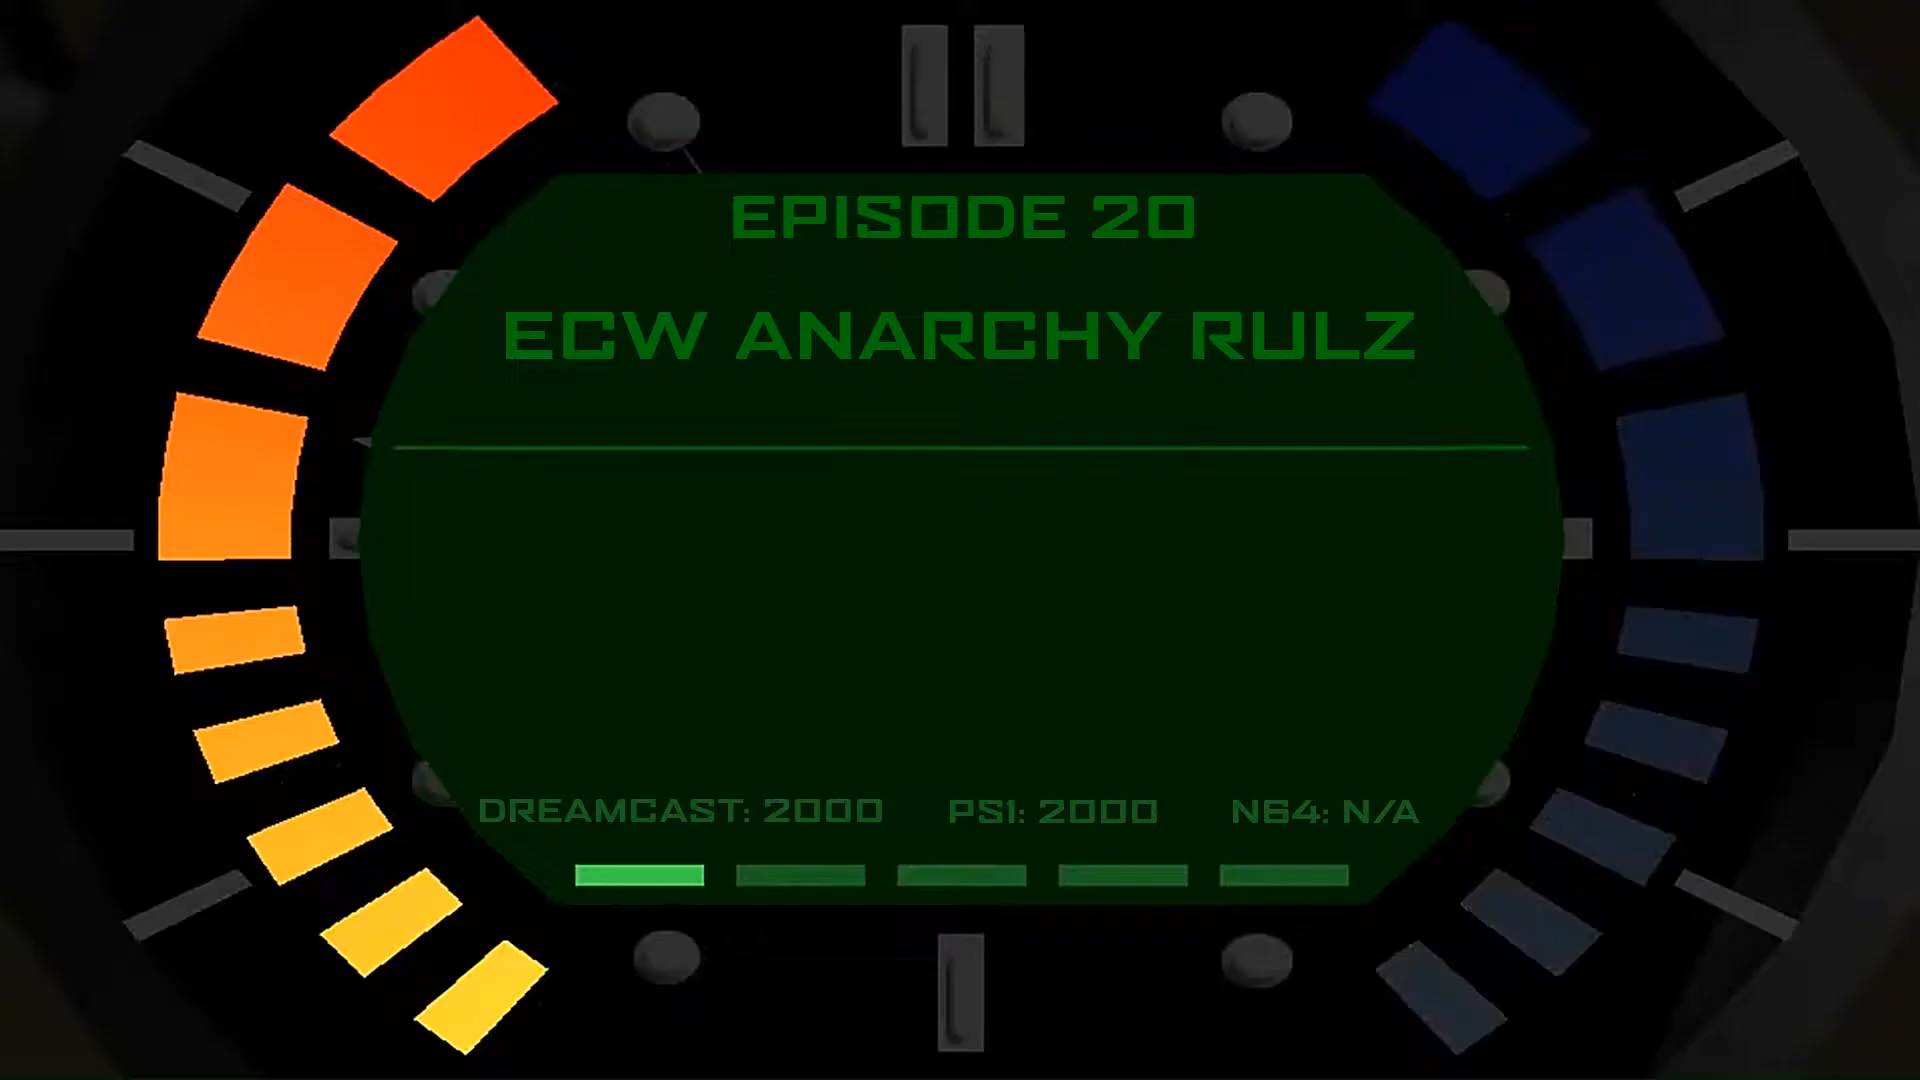 EPISODE 20
ECW ANARCHY RULZ
DREAMCAST: 2000 PS1: 2000 N64: N/A